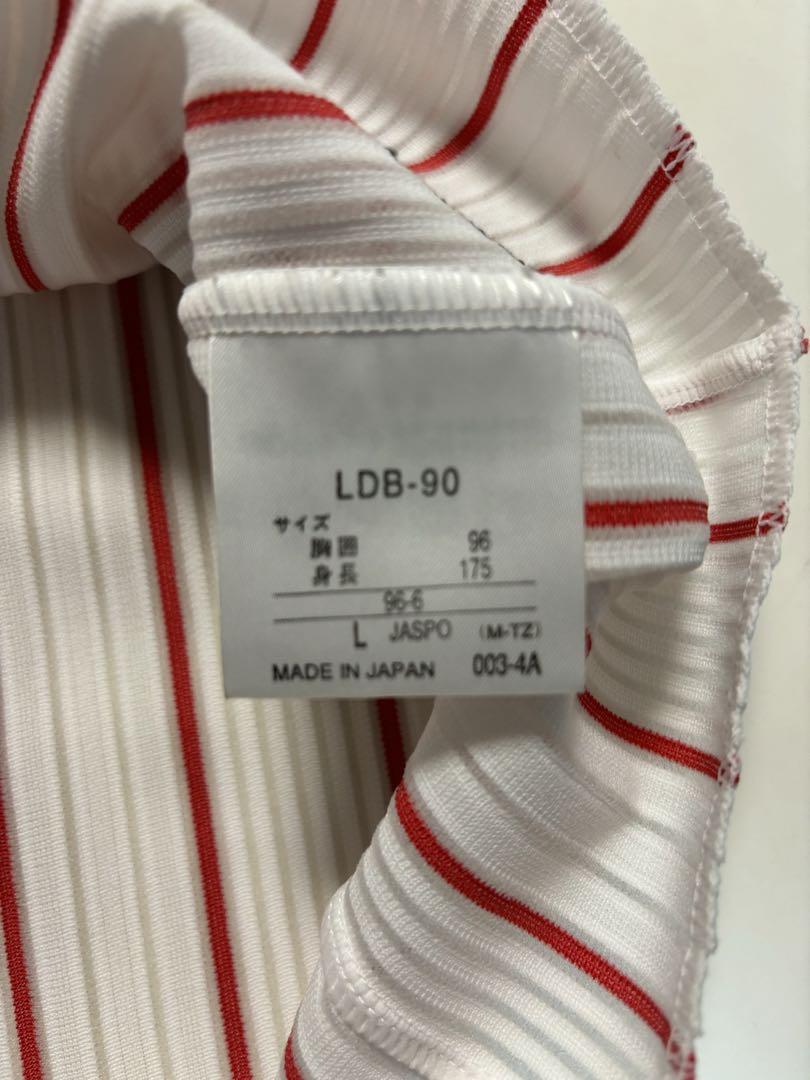 LDB-90
サイズ
胸囲 96
身長 175
96-6
L JASPO (M-TZ)
MADE IN JAPAN 003-4A